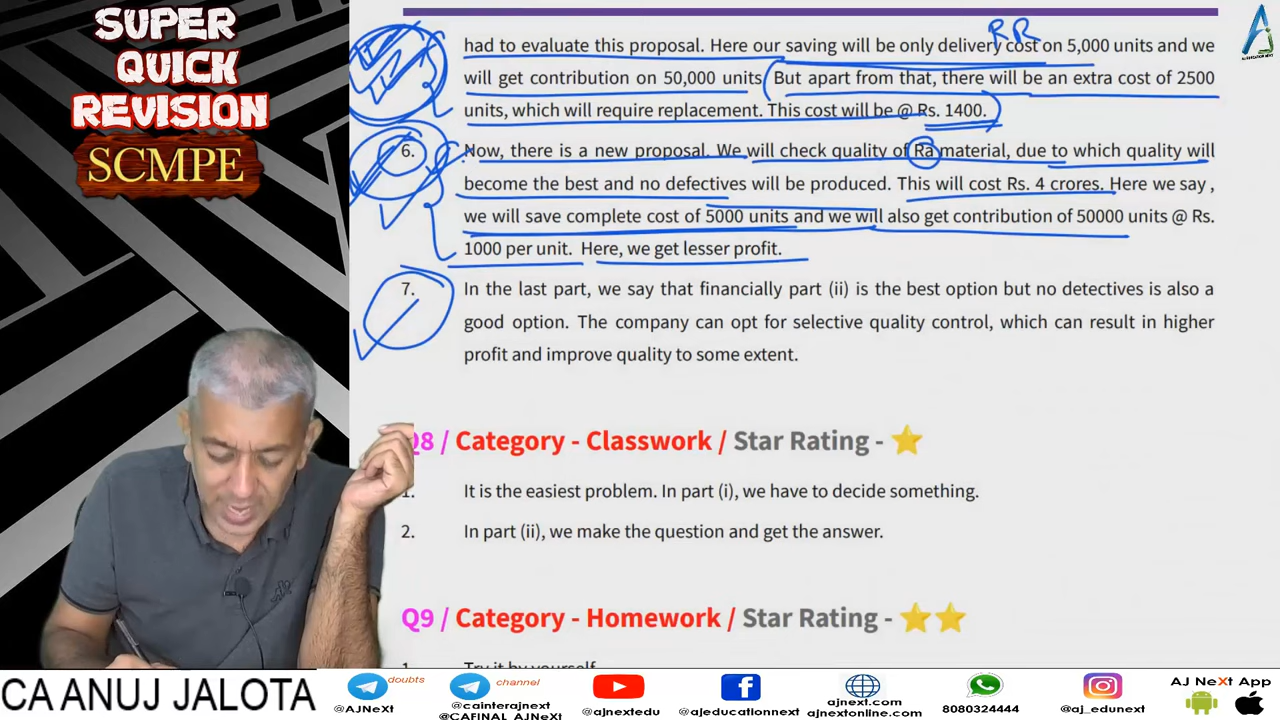 SUPER
QUICK
REVISION
SCMPE
RR
had to evaluate this proposal. Here our saving will be only delivery cost on 5,000 units and we
will get contribution on 50,000 units But apart from that, there will be an extra cost of 2500
units, which will require replacement. This cost will be @ Rs. 1400.
6. Now, there is a new proposal. We will check quality of Ra material, due to which quality will
become the best and no defectives will be produced. This will cost Rs. 4 crores. Here we say ,
we will save complete cost of 5000 units and we will also get contribution of 50000 units @ Rs.
1000 per unit. Here, we get lesser profit.
7. In the last part, we say that financially part (ii) is the best option but no detectives is also a
good option. The company can opt for selective quality control, which can result in higher
profit and improve quality to some extent.
Q8 / Category - Classwork / Star Rating -
1. It is the easiest problem. In part (i), we have to decide something.
2. In part (ii), we make the question and get the answer.
Q9 / Category - Homework / Star Rating -
1. Try it by yourself
CA ANUJ JALOTA
doubts
@AJNeXt
channel
@cainterajnext
@CAFINAL_AJNeXt
@ajnextedu
@ajeducationnext
ajnext.com
ajnextonline.com
8080324444
@aj_edunext
AJ NeXt App